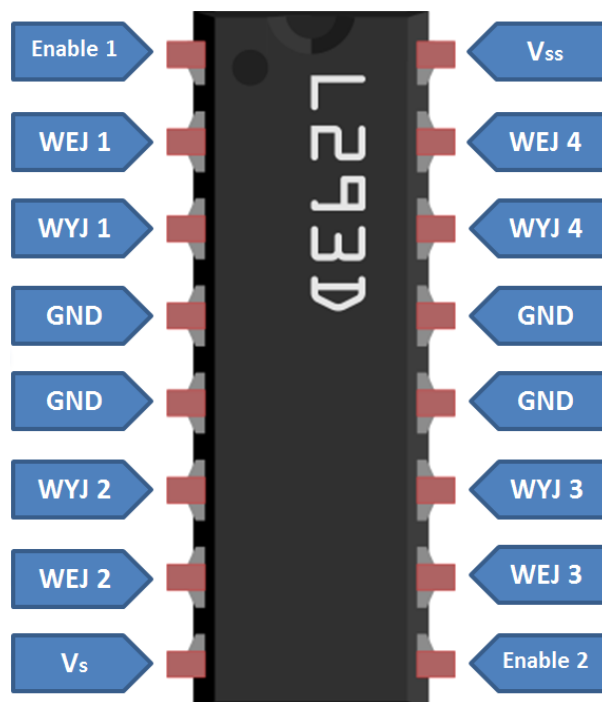 Enable 1
Vss
WEJ 1
WEJ 4
WYJ 1
WYJ 4
GND
GND
GND
GND
WYJ 2
WYJ 3
WEJ 2
WEJ 3
Vs
Enable 2
L293D